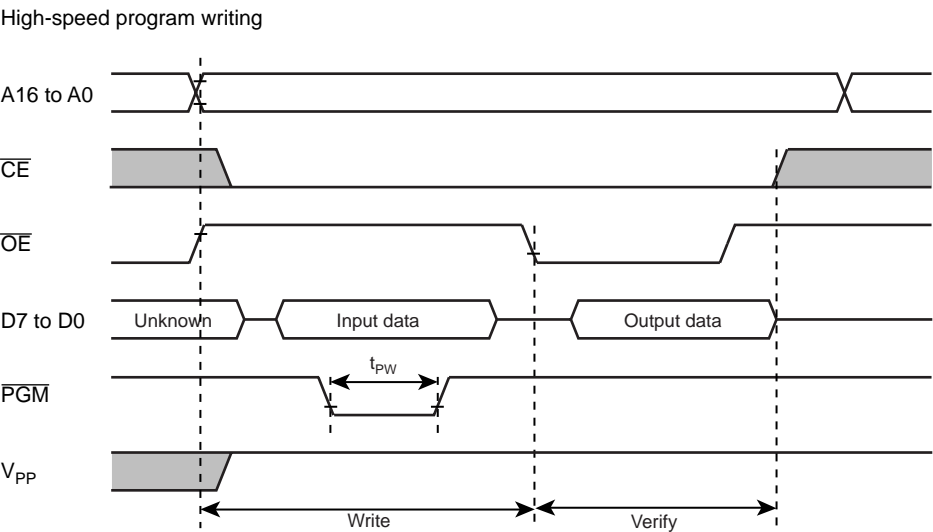 High-speed program writing
A16 to A0
CE
OE
D7 to D0 Unknown Input data Output data
tPW
PGM
VPP
Write Verify